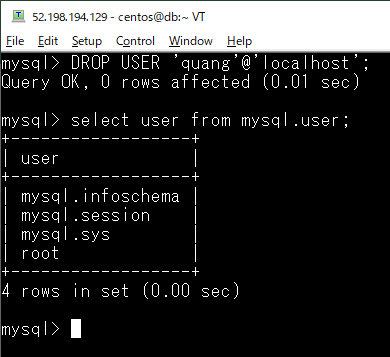 52.198.194.129 - centos@db:~ VT
File Edit Setup Control Window Help
mysql> DROP USER 'quang'@'localhost';
Query OK, 0 rows affected (0.01 sec)
mysql> select user from mysql.user;
+------------------+
| user             |
+------------------+
| mysql.infoschema |
| mysql.session    |
| mysql.sys        |
| root             |
+------------------+
4 rows in set (0.00 sec)
mysql>